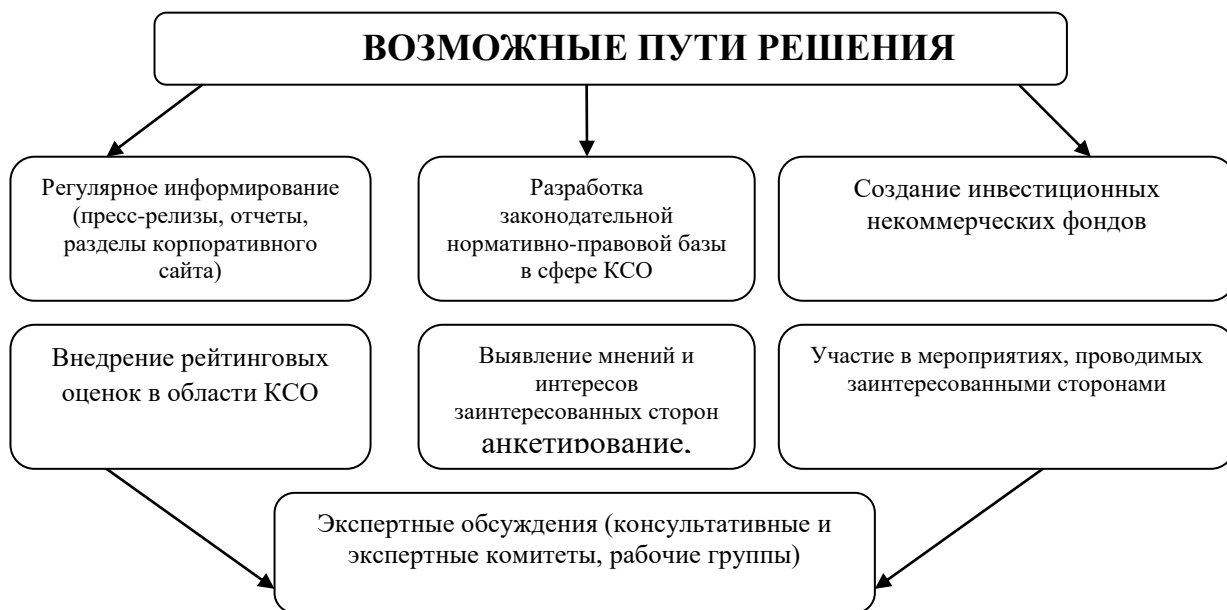 ВОЗМОЖНЫЕ ПУТИ РЕШЕНИЯ
Регулярное информирование
(пресс-релизы, отчеты,
разделы корпоративного
сайта)
Разработка
законодательной
нормативно-правовой базы
в сфере КСО
Создание инвестиционных
некоммерческих фондов
Внедрение рейтинговых
оценок в области КСО
Выявление мнений и
интересов
заинтересованных сторон
анкетирование,
Участие в мероприятиях, проводимых
заинтересованными сторонами
Экспертные обсуждения (консультативные и
экспертные комитеты, рабочие группы)